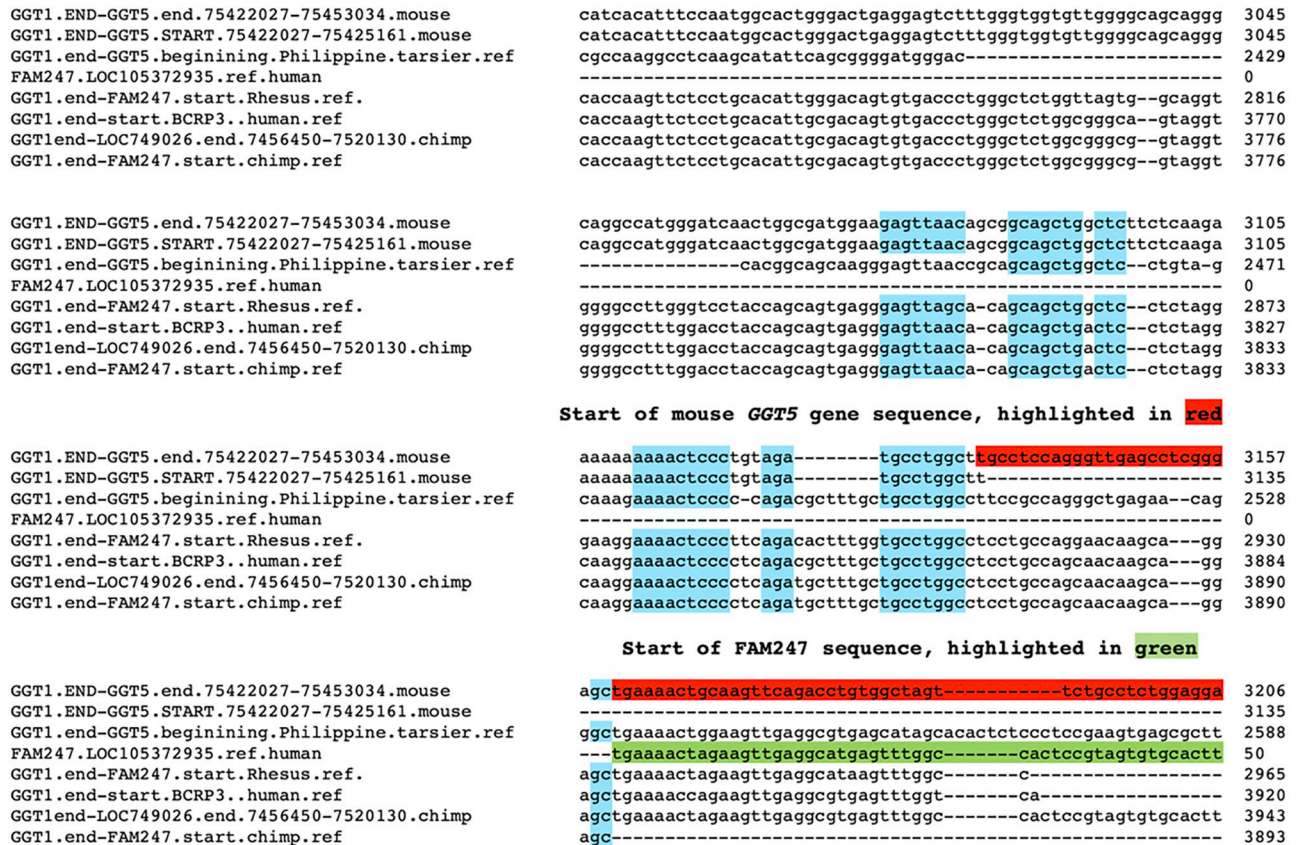 GGT1.END-GGT5.end.75422027-75453034.mouse catcacatttccaatggcactgggactgaggagtctttgggtggtgttggggcagcaggg 3045
GGT1.END-GGT5.START.75422027-75425161.mouse catcacatttccaatggcactgggactgaggagtctttgggtggtgttggggcagcaggg 3045
GGT1.end-GGT5.beginining.Philippine.tarsier.ref cgccaaggcctcaagcatattcagcggggatgggac------------------------ 2429
FAM247.LOC105372935.ref.human ------------------------------------------------------------ 0
GGT1.end-FAM247.start.Rhesus.ref. caccaagttctcctgcacattgggacagtgtgaccctgggctctggttagtg--gcaggt 2816
GGT1.end-start.BCRP3..human.ref caccaagttctcctgcacattgcgacagtgtgaccctgggctctggcgggca--gtaggt 3770
GGT1end-LOC749026.end.7456450-7520130.chimp caccaagttctcctgcacattgcgacagtgtgaccctgggctctggcgggcg--gtaggt 3776
GGT1.end-FAM247.start.chimp.ref caccaagttctcctgcacattgcgacagtgtgaccctgggctctggcgggcg--gtaggt 3776
GGT1.END-GGT5.end.75422027-75453034.mouse caggccatgggatcaactggcgatggaagagttaacagcggcagctggctcttctcaaga 3105
GGT1.END-GGT5.START.75422027-75425161.mouse caggccatgggatcaactggcgatggaagagttaacagcggcagctggctcttctcaaga 3105
GGT1.end-GGT5.beginining.Philippine.tarsier.ref ---------------cacggcagcaagggagttaaccgcagcagctggctc--ctgta-g 2471
FAM247.LOC105372935.ref.human ------------------------------------------------------------ 0
GGT1.end-FAM247.start.Rhesus.ref. ggggccttgggtcctaccagcagtgagggagttagca-cagcagctggctc--ctctagg 2873
GGT1.end-start.BCRP3..human.ref ggggcctttggacctaccagcagtgagggagttaaca-cagcagctgactc--ctctagg 3827
GGT1end-LOC749026.end.7456450-7520130.chimp ggggcctttggacctaccagcagtgagggagttaaca-cagcagctgactc--ctctagg 3833
GGT1.end-FAM247.start.chimp.ref ggggcctttggacctaccagcagtgagggagttaaca-cagcagctgactc--ctctagg 3833
Start of mouse GGT5 gene sequence, highlighted in red
GGT1.END-GGT5.end.75422027-75453034.mouse aaaaaaaaactccctgtaga--------tgcctggcttgcctccagggttgagcctcggg 3157
GGT1.END-GGT5.START.75422027-75425161.mouse aaaaaaaaactccctgtaga--------tgcctggctt---------------------- 3135
GGT1.end-GGT5.beginining.Philippine.tarsier.ref caaagaaaactcccc-cagacgctttgctgcctggccttccgccagggctgagaa--cag 2528
FAM247.LOC105372935.ref.human ------------------------------------------------------------ 0
GGT1.end-FAM247.start.Rhesus.ref. gaaggaaaactcccttcagacactttggtgcctggcctcctgccaggaacaagca---gg 2930
GGT1.end-start.BCRP3..human.ref caaggaaaactcccctcagatgctttgctgcctggcctcctgccagcaacaagca---gg 3884
GGT1end-LOC749026.end.7456450-7520130.chimp caaggaaaactcccctcagatgctttgctgcctggcctcctgccagcaacaagca---gg 3890
GGT1.end-FAM247.start.chimp.ref caaggaaaactcccctcagatgctttgctgcctggcctcctgccagcaacaagca---gg 3890
Start of FAM247 sequence, highlighted in green
GGT1.END-GGT5.end.75422027-75453034.mouse agctgaaaactgcaagttcagacctgtggctagt-----------tctgcctctggagga 3206
GGT1.END-GGT5.START.75422027-75425161.mouse ------------------------------------------------------------ 3135
GGT1.end-GGT5.beginining.Philippine.tarsier.ref ggctgaaaactggaagttgaggtgagcatagcacactctccctccgaagtgagcgctt 2588
FAM247.LOC105372935.ref.human ---tgaaaactagaagttgaggcatgagtttggc-------cactccgtagtgtgcactt 50
GGT1.end-FAM247.start.Rhesus.ref. agctgaaaactagaagttgaggcataagtttggc-------c------------------ 2965
GGT1.end-start.BCRP3..human.ref agctgaaaaccagaagttgaggcgtgagtttggt-------ca----------------- 3920
GGT1end-LOC749026.end.7456450-7520130.chimp agctgaaaactagaagttgaggcgtgagtttggc-------cactccgtagtgtgcactt 3943
GGT1.end-FAM247.start.chimp.ref agc--------------------------------------------------------- 3893